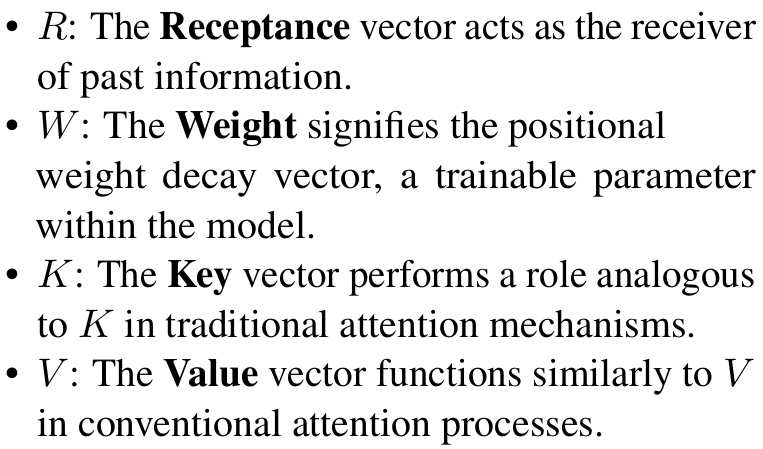 • R: The Receptance vector acts as the receiver
of past information.
• W: The Weight signifies the positional
weight decay vector, a trainable parameter
within the model.
• K: The Key vector performs a role analogous
to K in traditional attention mechanisms.
• V: The Value vector functions similarly to V
in conventional attention processes.